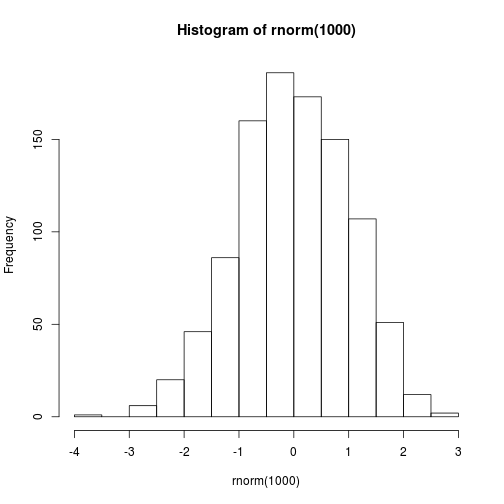 Histogram of rnorm(1000)
Frequency
150
100
50
0
-4 -3 -2 -1 0 1 2 3
rnorm(1000)